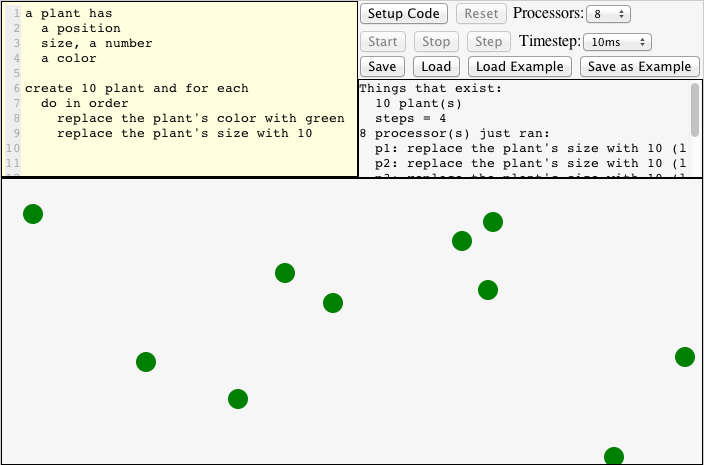 1 a plant has
2   a position
3   size, a number
4   a color
5
6 create 10 plant and for each
7   do in order
8     replace the plant's color with green
9     replace the plant's size with 10
10
11
Setup Code Reset Processors: 8
Start Stop Step Timestep: 10ms
Save Load Load Example Save as Example
Things that exist:
  10 plant(s)
  steps = 4
8 processor(s) just ran:
  p1: replace the plant's size with 10 (l
  p2: replace the plant's size with 10 (l